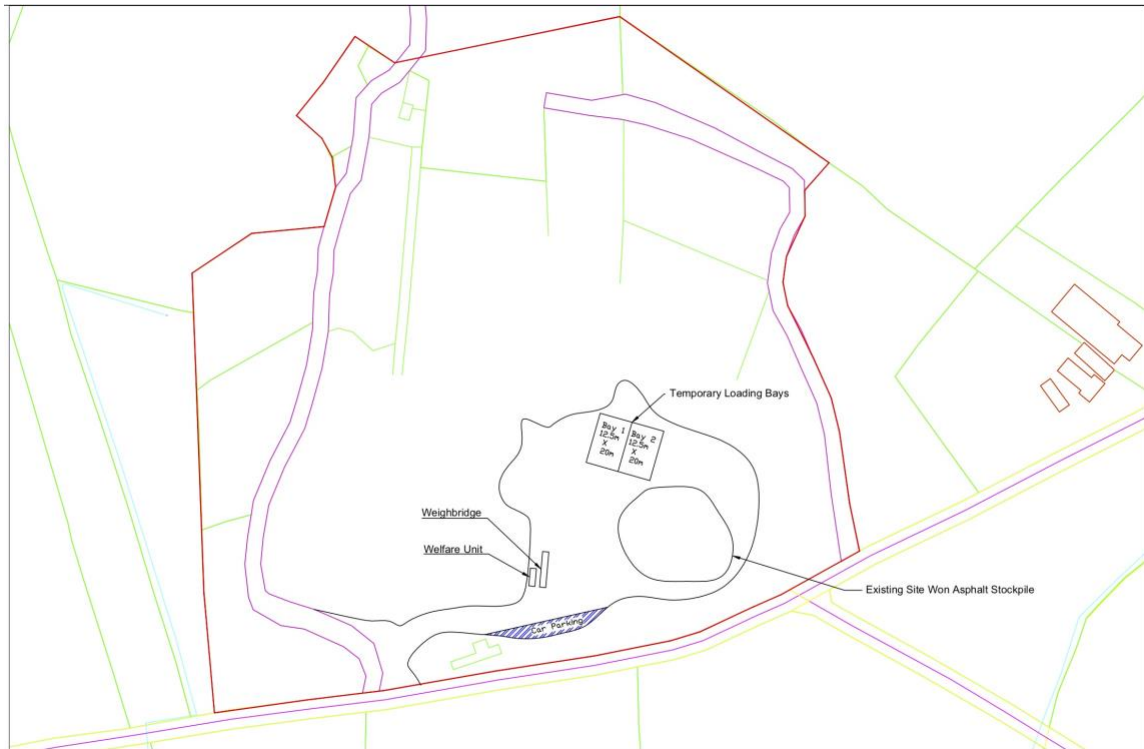 Temporary Loading Bays
Bay 1
12.5m
X
20m
Bay 2
12.5m
X
20m
Weighbridge
Welfare Unit
Existing Site Won Asphalt Stockpile
Car Parking